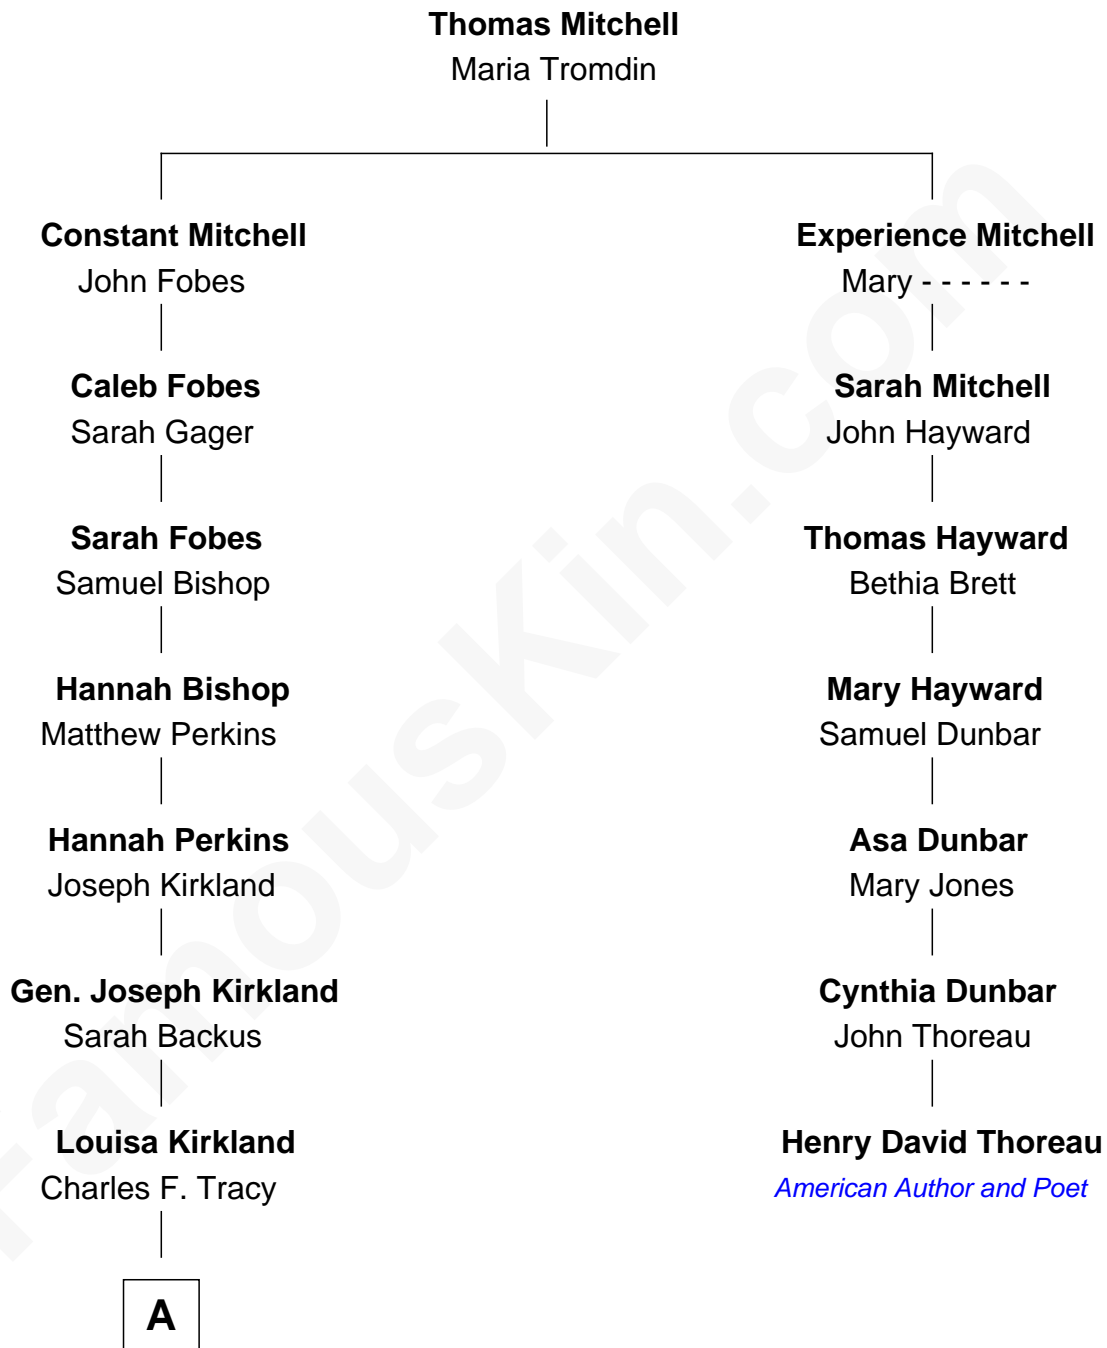 Thomas Mitchell
Maria Tromdin
Constant Mitchell
John Fobes
Experience Mitchell
Mary - - - - - -
Caleb Fobes
Sarah Gager
Sarah Mitchell
John Hayward
Sarah Fobes
Samuel Bishop
Thomas Hayward
Bethia Brett
Hannah Bishop
Matthew Perkins
Mary Hayward
Samuel Dunbar
Hannah Perkins
Joseph Kirkland
Asa Dunbar
Mary Jones
Gen. Joseph Kirkland
Sarah Backus
Cynthia Dunbar
John Thoreau
Louisa Kirkland
Charles F. Tracy
Henry David Thoreau
American Author and Poet
A
FamousKin.com